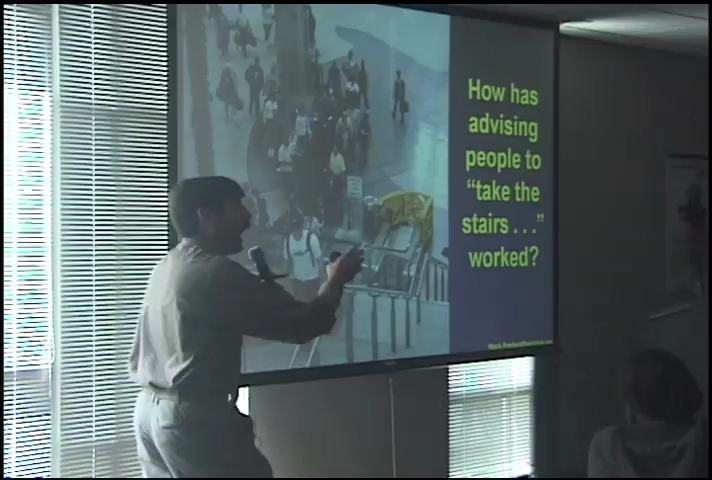 How has
advising
people to
“take the
stairs . . .”
worked?